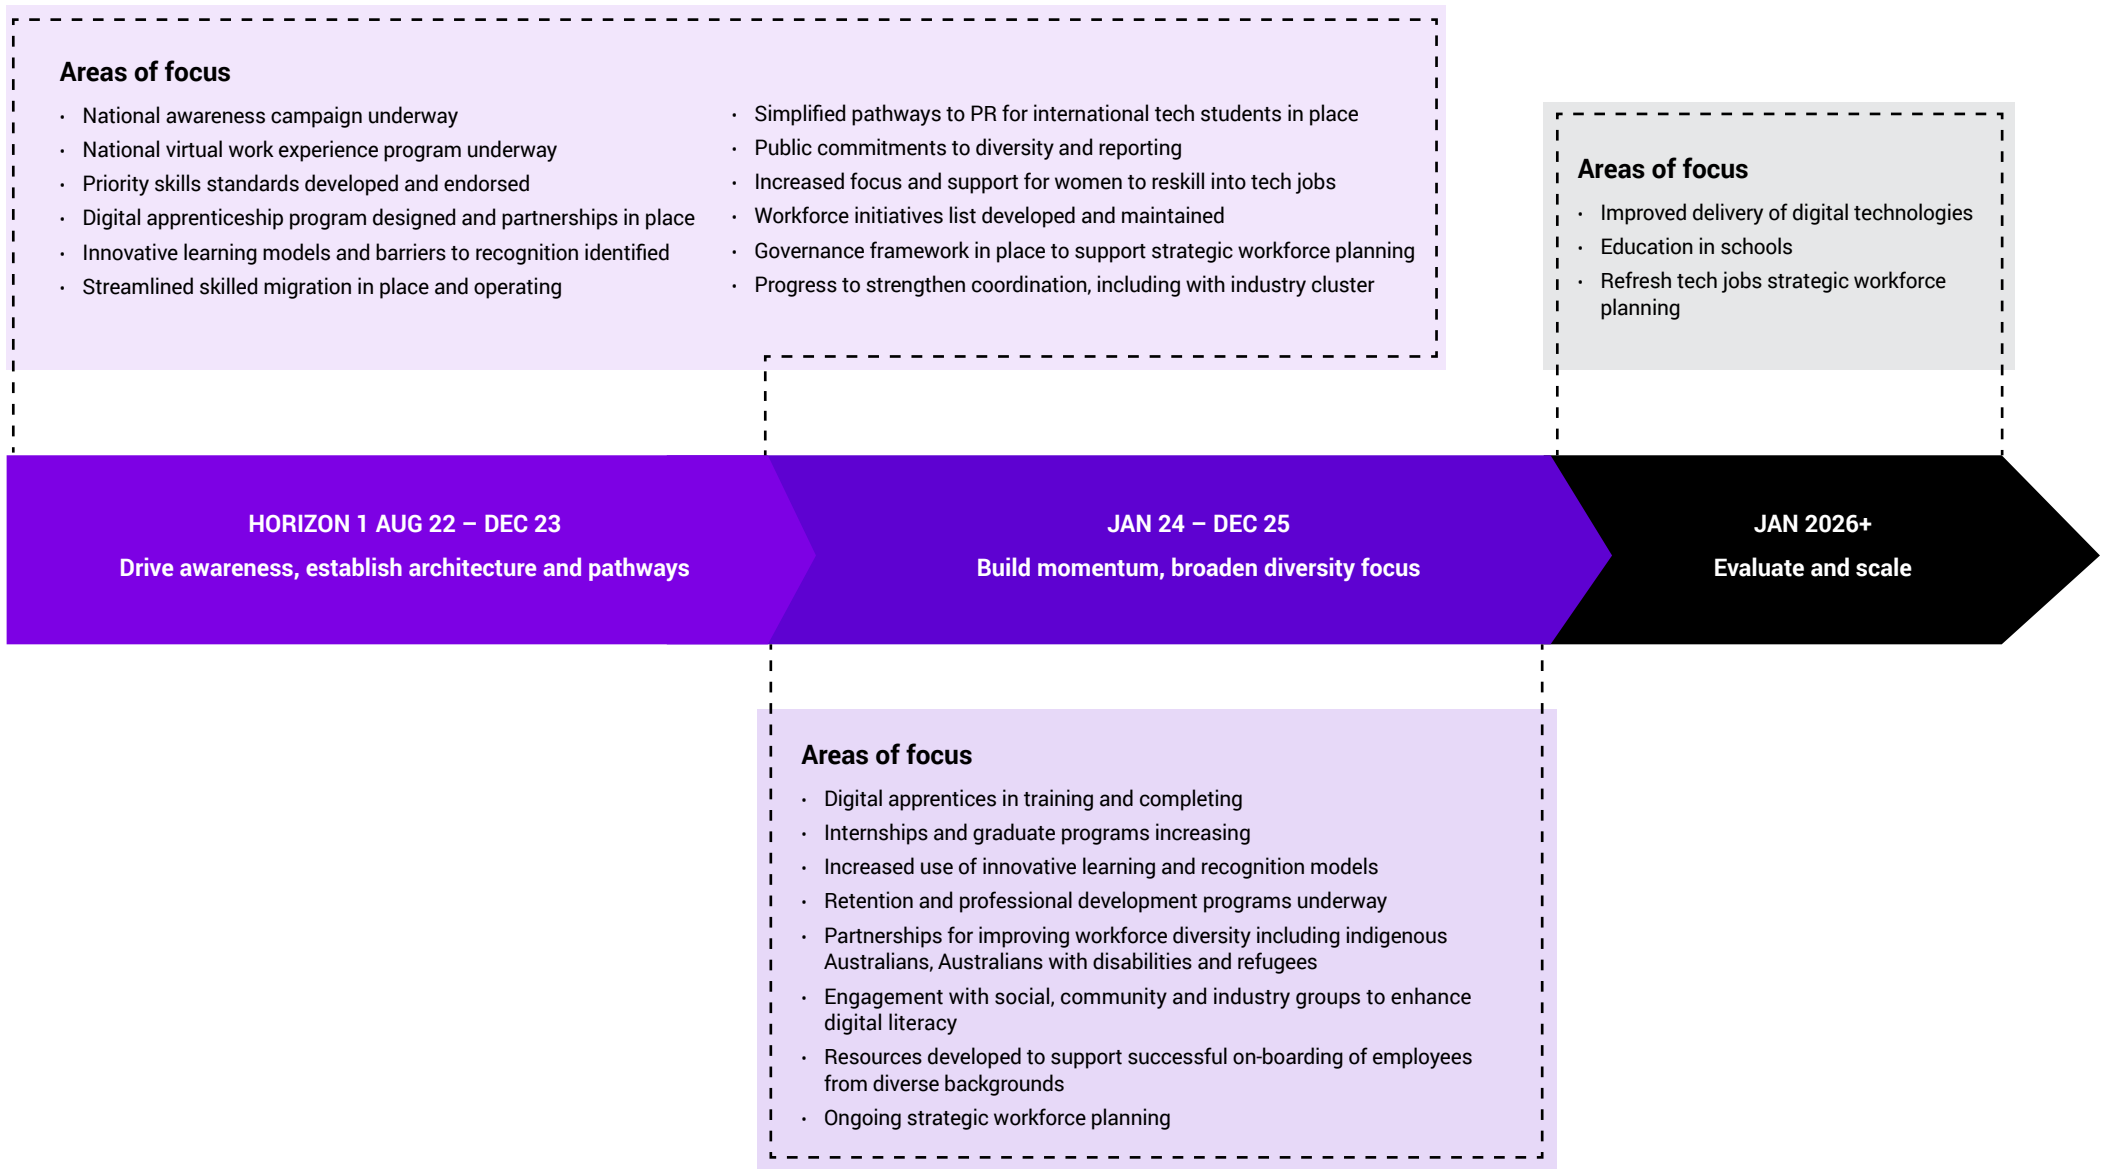 Areas of focus
· National awareness campaign underway
· National virtual work experience program underway
· Priority skills standards developed and endorsed
· Digital apprenticeship program designed and partnerships in place
· Innovative learning models and barriers to recognition identified
· Streamlined skilled migration in place and operating
· Simplified pathways to PR for international tech students in place
· Public commitments to diversity and reporting
· Increased focus and support for women to reskill into tech jobs
· Workforce initiatives list developed and maintained
· Governance framework in place to support strategic workforce planning
· Progress to strengthen coordination, including with industry cluster
Areas of focus
· Improved delivery of digital technologies
· Education in schools
· Refresh tech jobs strategic workforce
planning
HORIZON 1 AUG 22 – DEC 23
Drive awareness, establish architecture and pathways
JAN 24 – DEC 25
Build momentum, broaden diversity focus
JAN 2026+
Evaluate and scale
Areas of focus
· Digital apprentices in training and completing
· Internships and graduate programs increasing
· Increased use of innovative learning and recognition models
· Retention and professional development programs underway
· Partnerships for improving workforce diversity including indigenous
Australians, Australians with disabilities and refugees
· Engagement with social, community and industry groups to enhance
digital literacy
· Resources developed to support successful on-boarding of employees
from diverse backgrounds
· Ongoing strategic workforce planning